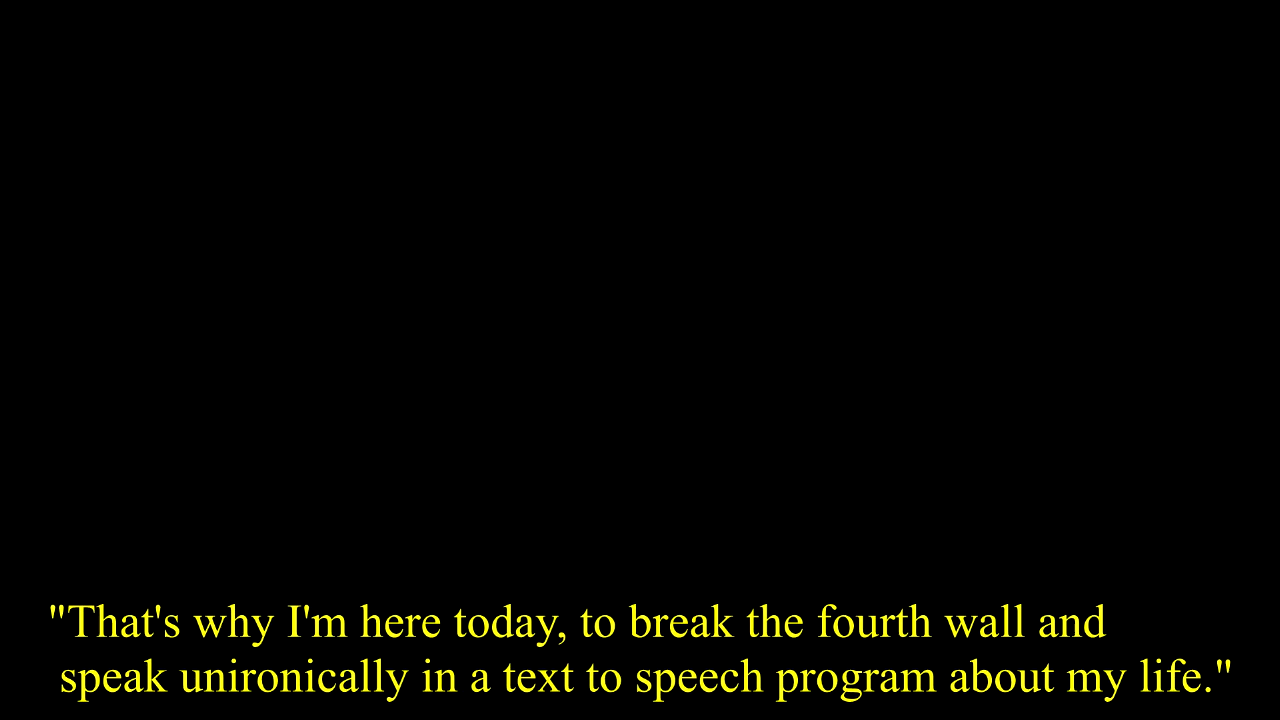 "That's why I'm here today, to break the fourth wall and
speak unironically in a text to speech program about my life."